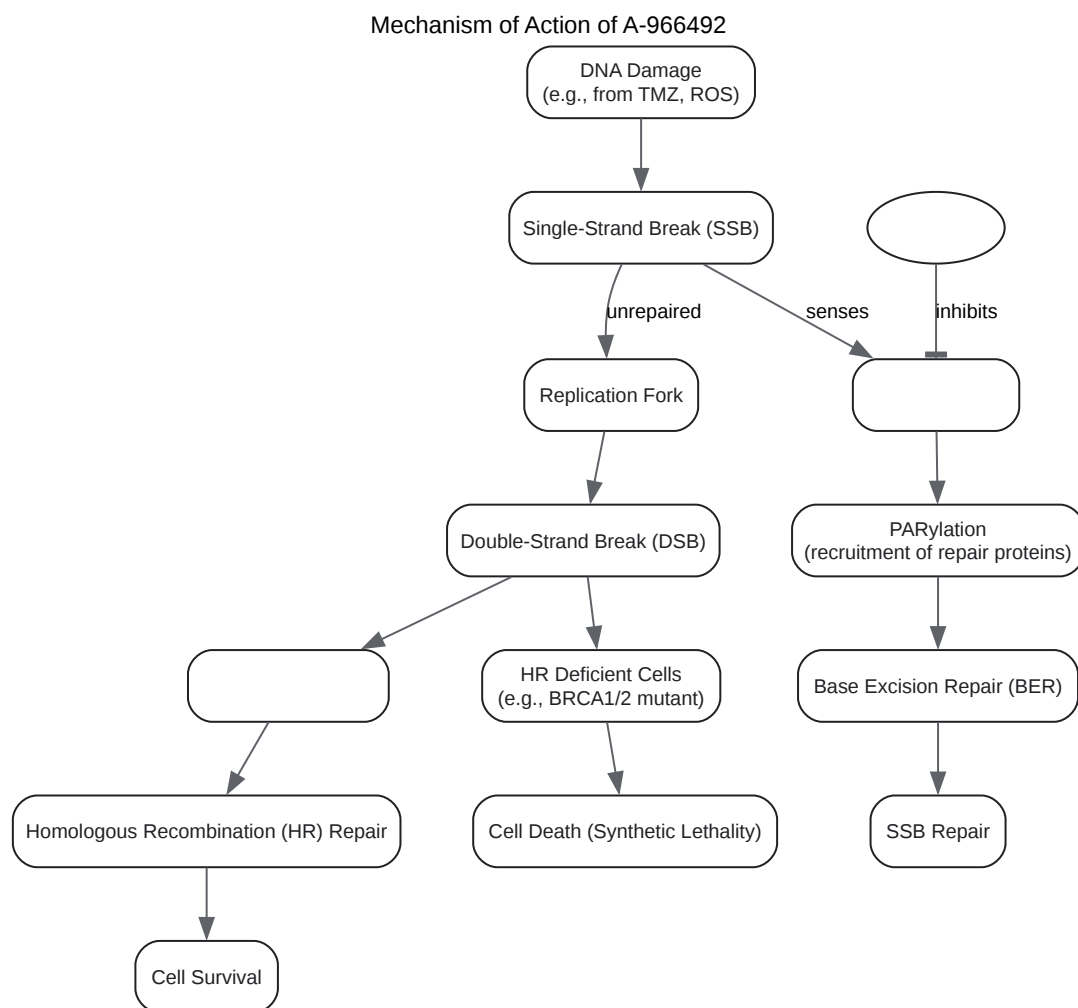 Mechanism of Action of A-966492
DNA Damage
(e.g., from TMZ, ROS)
Single-Strand Break (SSB)
unrepaired
senses
inhibits
Replication Fork
Double-Strand Break (DSB)
PARylation
(recruitment of repair proteins)
HR Deficient Cells
(e.g., BRCA1/2 mutant)
Base Excision Repair (BER)
Homologous Recombination (HR) Repair
Cell Death (Synthetic Lethality)
SSB Repair
Cell Survival